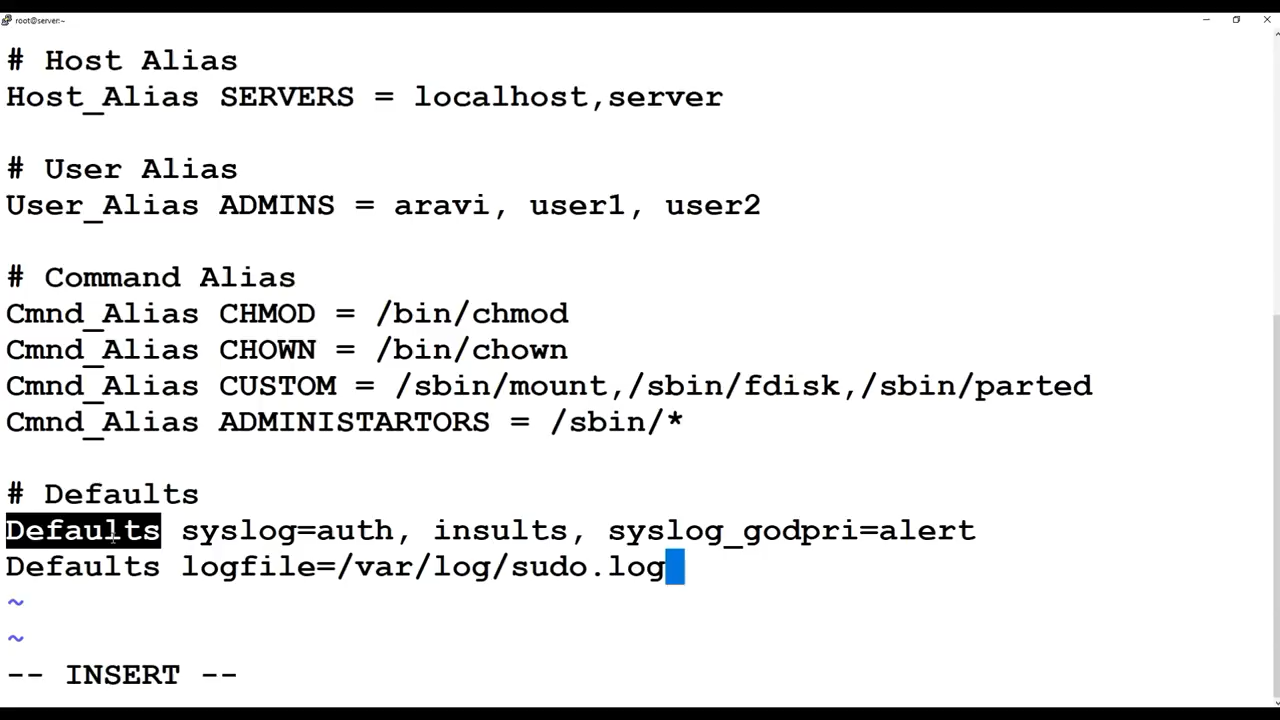 root@server:~
# Host Alias
Host_Alias SERVERS = localhost,server
# User Alias
User_Alias ADMINS = aravi, user1, user2
# Command Alias
Cmnd_Alias CHMOD = /bin/chmod
Cmnd_Alias CHOWN = /bin/chown
Cmnd_Alias CUSTOM = /sbin/mount,/sbin/fdisk,/sbin/parted
Cmnd_Alias ADMINISTARTORS = /sbin/*
# Defaults
Defaults syslog=auth, insults, syslog_godpri=alert
Defaults logfile=/var/log/sudo.log
~
~
-- INSERT --